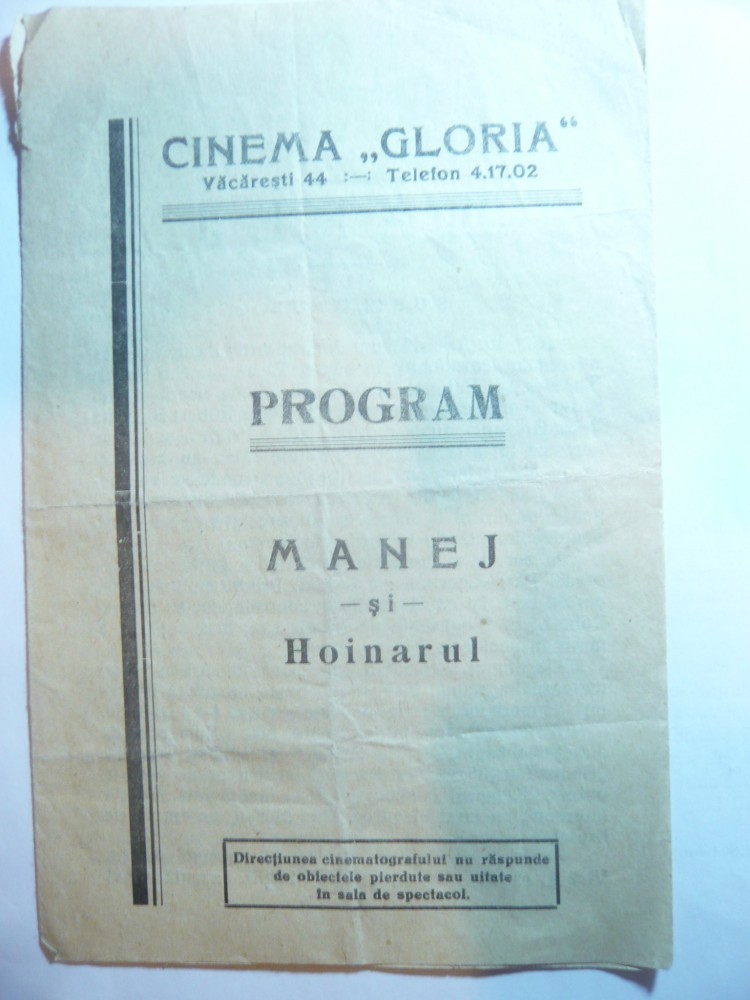 CINEMA „GLORIA“
Văcărești 44 :—: Telefon 4.17.02
PROGRAM
MANEJ
— și —
Hoinarul
Direcțiunea cinematografului nu răspunde
de obiectele pierdute sau uitate
în sala de spectacol.